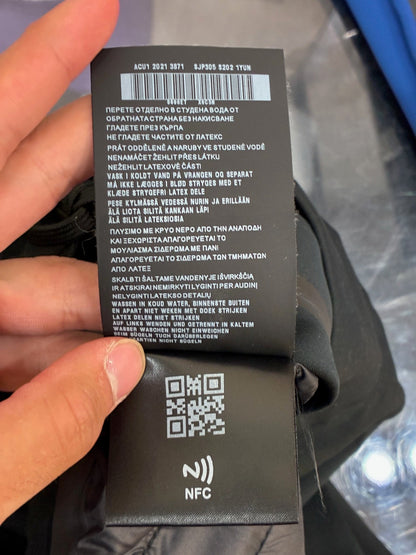 ACU1 2021 3871 SJP305 S202 1YUN
ПЕРЕТЕ ОТДЕЛНО В СТУДЕНА ВОДА ОТ
ОБРАТНАТА СТРАНА БЕЗ НАКИСВАНЕ
ГЛАДЕТЕ ПРЕЗ КЪРПА
НЕ ГЛАДЕТЕ ЧАСТИТЕ ОТ ЛАТЕКС
PRÁT ODDĚLENĚ A NARUBY VE STUDENÉ VODĚ
NENAMÁČET ŽEHLIT PŘES LÁTKU
NEŽEHLIT LATEXOVÉ ČÁSTI
VASK I KOLDT VAND PÅ VRANGEN OG SEPARAT
MÅ IKKE LÆGGES I BLØD STRYGES MED ET
KLÆDE STRYGEFRI LATEX DELE
PESE KYLMÄSSÄ VEDESSÄ NURIN JA ERILLÄÄN
ÄLÄ LIOTA SILITÄ KANKAAN LÄPI
ÄLÄ SILITÄ LATEKSIOSIA
ΠΛΥΣΙΜΟ ΜΕ ΚΡΥΟ ΝΕΡΟ ΑΠΟ ΤΗΝ ΑΝΑΠΟΔΗ
ΚΑΙ ΞΕΧΩΡΙΣΤΑ ΑΠΑΓΟΡΕΥΕΤΑΙ ΤΟ
ΜΟΥΛΙΑΣΜΑ ΣΙΔΕΡΩΜΑ ΜΕ ΠΑΝΙ
ΑΠΑΓΟΡΕΥΕΤΑΙ ΤΟ ΣΙΔΕΡΩΜΑ ΤΩΝ ΤΜΗΜΑΤΩΝ
ΑΠΟ ΛΑΤΕΞ
SKALBTI ŠALTAME VANDENYJE IŠVIRKŠČIĄ
IR ATSKIRAI NEMIRKYTI LYGINTI PER AUDINĮ
NELYGINTI LATEKSO DETALIŲ
WASSEN IN KOUD WATER, BINNENSTE BUITEN
EN APART NIET WEKEN MET DOEK STRIJKEN
LATEX DELEN NIET STRIJKEN
AUF LINKS WENDEN UND GETRENNT IN KALTEM
WASSER WASCHEN NICHT EINWEICHEN
BEIM BÜGELN TUCH DARÜBERLEGEN
NICHT BÜGELN
NFC